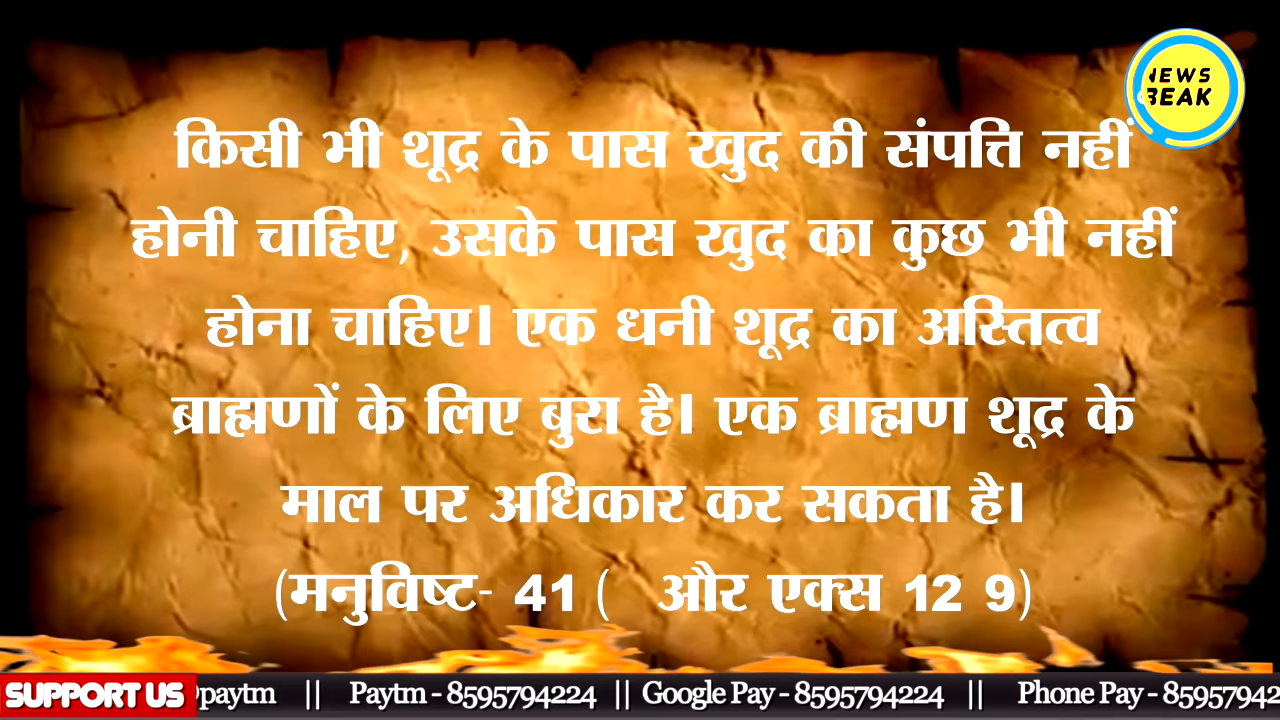 NEWS
BEAK
किसी भी शूद्र के पास खुद की संपत्ति नहीं
होनी चाहिए, उसके पास खुद का कुछ भी नहीं
होना चाहिए। एक धनी शूद्र का अस्तित्व
ब्राह्मणों के लिए बुरा है। एक ब्राह्मण शूद्र के
माल पर अधिकार कर सकता है।
(मनुविष्ट- 41 ( और एक्स 12 9)
SUPPORT US @paytm || Paytm - 8595794224 || Google Pay - 8595794224 || Phone Pay - 85957942